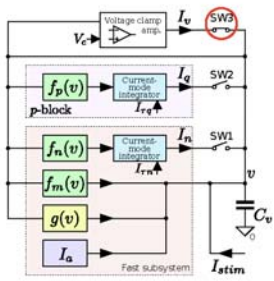 Voltage clamp amp.
V_c
I_v
SW3
f_p(v)
Current-mode integrator
I_q
SW2
I_τq
p-block
f_n(v)
Current-mode integrator
I_n
SW1
I_τn
f_m(v)
v
g(v)
C_v
I_a
Fast subsystem
I_stim
0